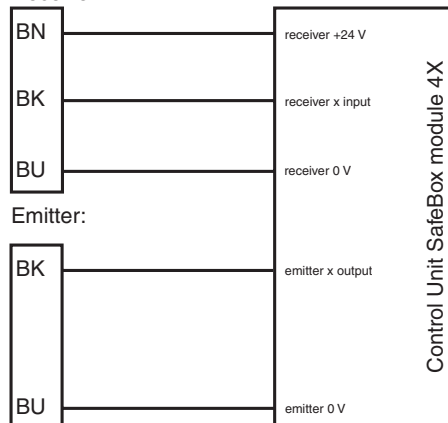 BN
receiver +24 V
BK
receiver x input
BU
receiver 0 V
Emitter:
BK
emitter x output
BU
emitter 0 V
Control Unit SafeBox module 4X